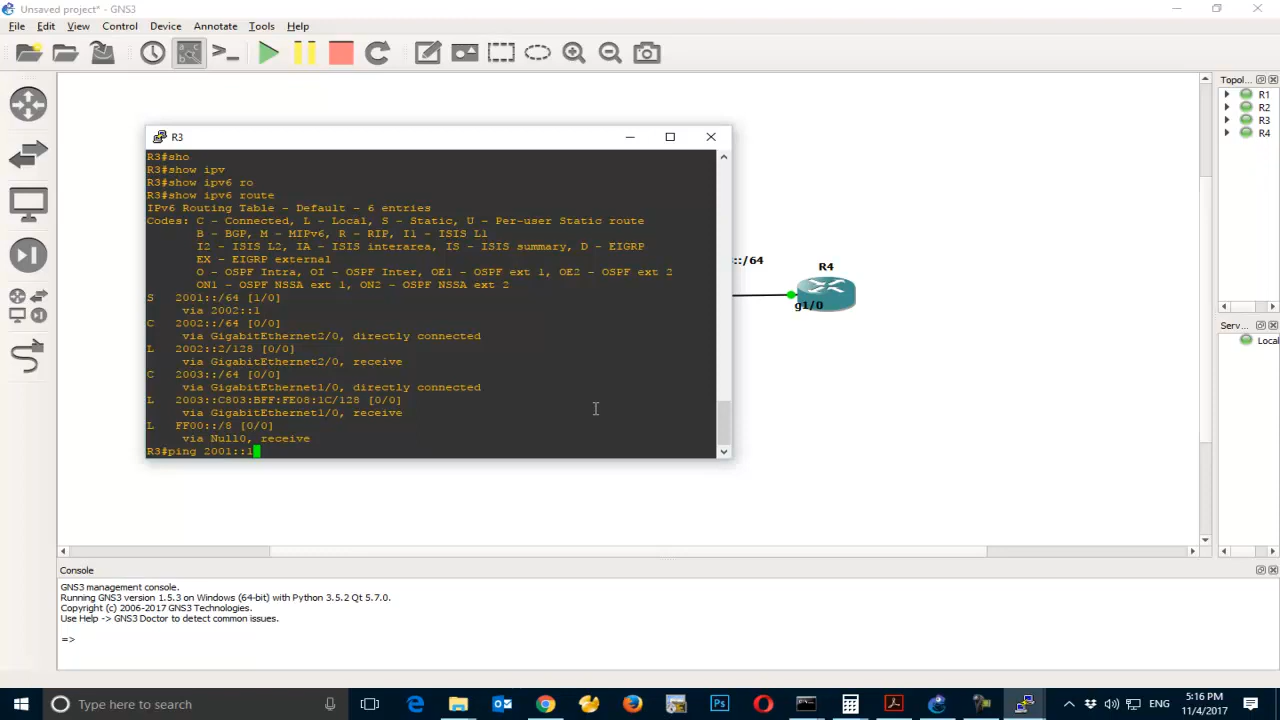 Unsaved project* - GNS3
File Edit View Control Device Annotate Tools Help
Topol...
R1
R2
R3
R4
R3
R3#sho
R3#show ipv
R3#show ipv6 ro
R3#show ipv6 route
IPv6 Routing Table - Default - 6 entries
Codes: C - Connected, L - Local, S - Static, U - Per-user Static route
B - BGP, M - MIPv6, R - RIP, I1 - ISIS L1
I2 - ISIS L2, IA - ISIS interarea, IS - ISIS summary, D - EIGRP
EX - EIGRP external
O - OSPF Intra, OI - OSPF Inter, OE1 - OSPF ext 1, OE2 - OSPF ext 2
ON1 - OSPF NSSA ext 1, ON2 - OSPF NSSA ext 2
S 2001::/64 [1/0]
via 2002::1
C 2002::/64 [0/0]
via GigabitEthernet2/0, directly connected
L 2002::2/128 [0/0]
via GigabitEthernet2/0, receive
C 2003::/64 [0/0]
via GigabitEthernet1/0, directly connected
L 2003::C803:BFF:FE08:1C/128 [0/0]
via GigabitEthernet1/0, receive
L FF00::/8 [0/0]
via Null0, receive
R3#ping 2001::1
::/64
R4
g1/0
Serv...
Local
Console
GNS3 management console.
Running GNS3 version 1.5.3 on Windows (64-bit) with Python 3.5.2 Qt 5.7.0.
Copyright (c) 2006-2017 GNS3 Technologies.
Use Help -> GNS3 Doctor to detect common issues.
=>
Type here to search
ENG
5:16 PM
11/4/2017